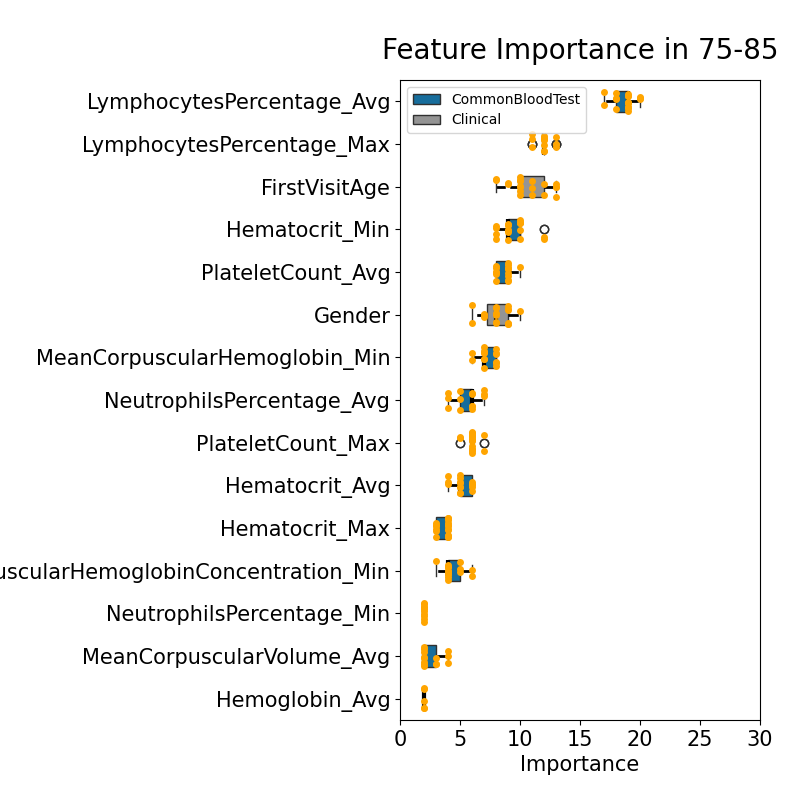 Feature Importance in 75-85
LymphocytesPercentage_Avg
CommonBloodTest
Clinical
LymphocytesPercentage_Max
FirstVisitAge
Hematocrit_Min
PlateletCount_Avg
Gender
MeanCorpuscularHemoglobin_Min
NeutrophilsPercentage_Avg
PlateletCount_Max
Hematocrit_Avg
Hematocrit_Max
uscularHemoglobinConcentration_Min
NeutrophilsPercentage_Min
MeanCorpuscularVolume_Avg
Hemoglobin_Avg
0 5 10 15 20 25 30
Importance